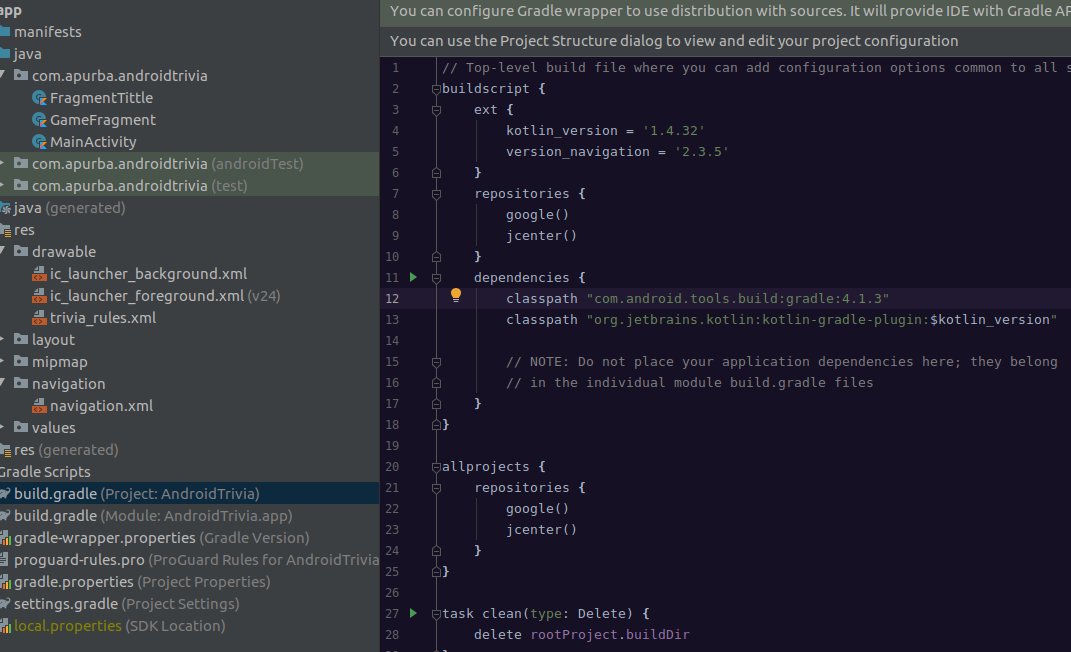 app
manifests
java
com.apurba.androidtrivia
FragmentTittle
GameFragment
MainActivity
com.apurba.androidtrivia (androidTest)
com.apurba.androidtrivia (test)
java (generated)
res
drawable
ic_launcher_background.xml
ic_launcher_foreground.xml (v24)
trivia_rules.xml
layout
mipmap
navigation
navigation.xml
values
res (generated)
Gradle Scripts
build.gradle (Project: AndroidTrivia)
build.gradle (Module: AndroidTrivia.app)
gradle-wrapper.properties (Gradle Version)
proguard-rules.pro (ProGuard Rules for AndroidTrivia
gradle.properties (Project Properties)
settings.gradle (Project Settings)
local.properties (SDK Location)
You can configure Gradle wrapper to use distribution with sources. It will provide IDE with Gradle AP
You can use the Project Structure dialog to view and edit your project configuration
1 // Top-level build file where you can add configuration options common to all s
2 buildscript {
3 ext {
4 kotlin_version = '1.4.32'
5 version_navigation = '2.3.5'
6 }
7 repositories {
8 google()
9 jcenter()
10 }
11 dependencies {
12 classpath "com.android.tools.build:gradle:4.1.3"
13 classpath "org.jetbrains.kotlin:kotlin-gradle-plugin:$kotlin_version"
14
15 // NOTE: Do not place your application dependencies here; they belong
16 // in the individual module build.gradle files
17 }
18 }
19
20 allprojects {
21 repositories {
22 google()
23 jcenter()
24 }
25 }
26
27 task clean(type: Delete) {
28 delete rootProject.buildDir